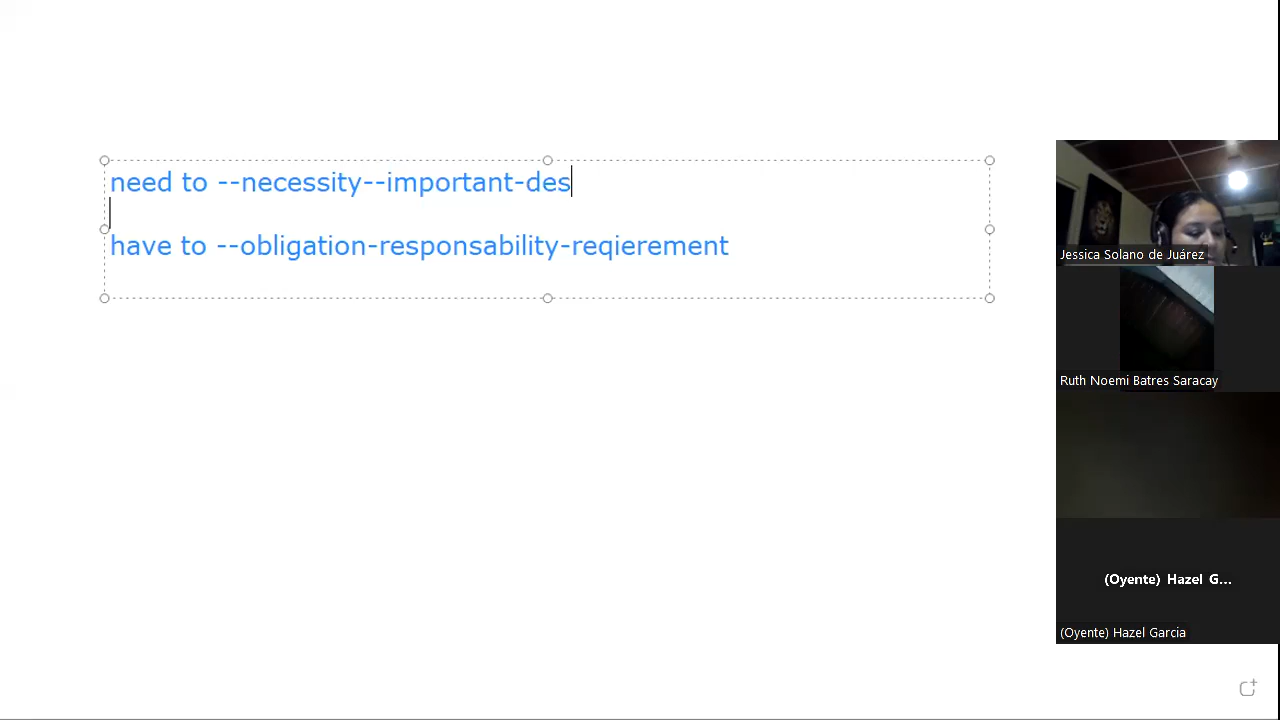 need to --necessity--important-des
have to --obligation-responsability-reqierement
Jessica Solano de Juárez
Ruth Noemi Batres Saracay
(Oyente) Hazel G...
(Oyente) Hazel Garcia